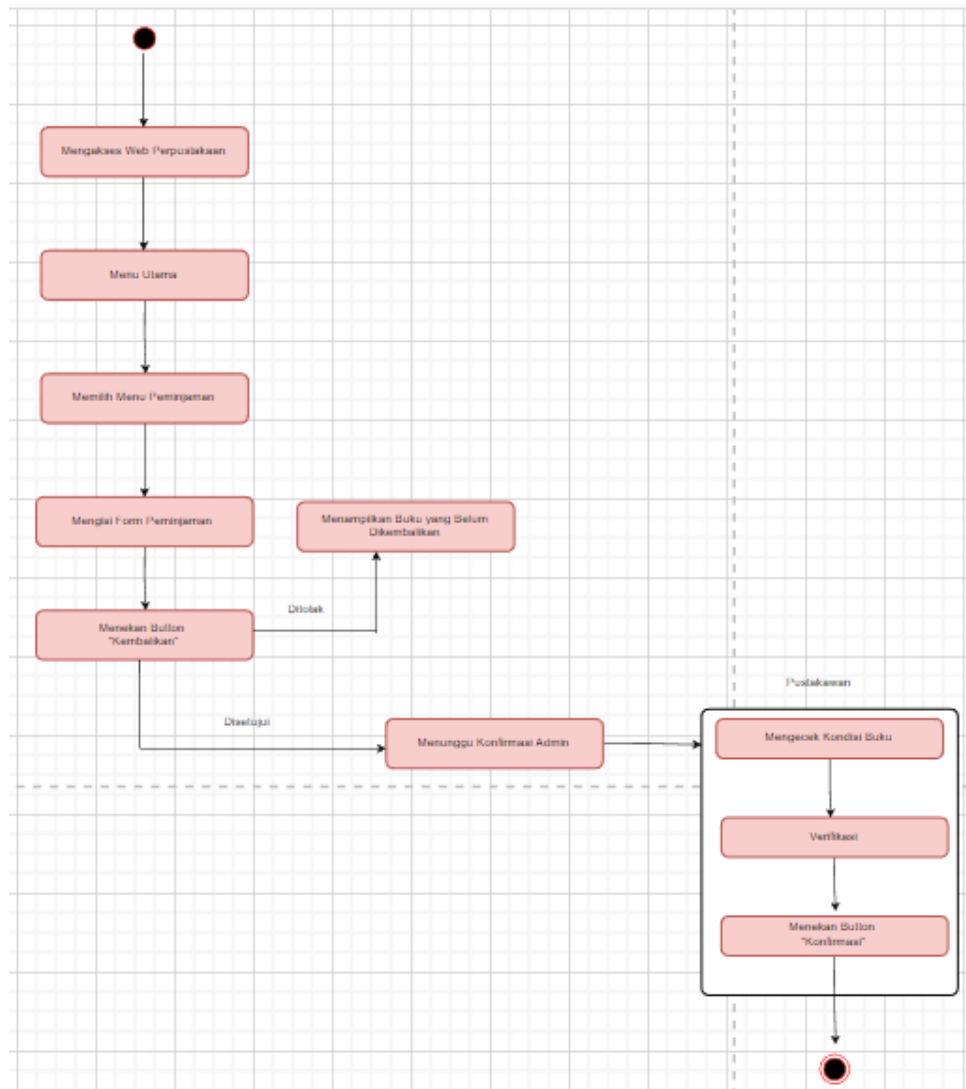 Mengakses Web Perpustakaan
Menu Utama
Memilih Menu Peminjaman
Mengisi Form Peminjaman
Menampilkan Buku yang Belum
Dikembalikan
Ditolak
Menekan Button
"Kembalikan"
Disetujui
Menunggu Konfirmasi Admin
Pustakawan
Mengecek Kondisi Buku
Verifikasi
Menekan Button
"Konfirmasi"